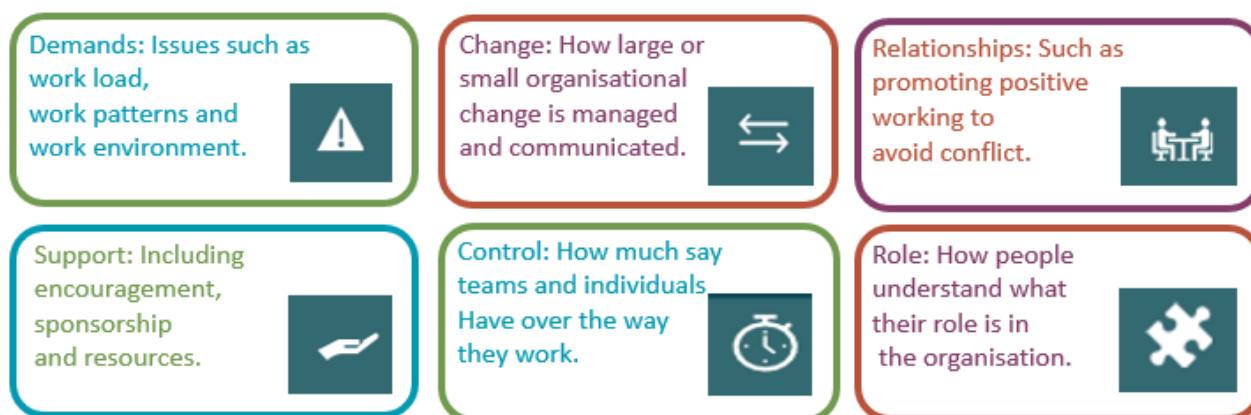 Demands: Issues such as
work load,
work patterns and
work environment.
Change: How large or
small organisational
change is managed
and communicated.
Relationships: Such as
promoting positive
working to
avoid conflict.
Support: Including
encouragement,
sponsorship
and resources.
Control: How much say
teams and individuals
Have over the way
they work.
Role: How people
understand what
their role is in
the organisation.